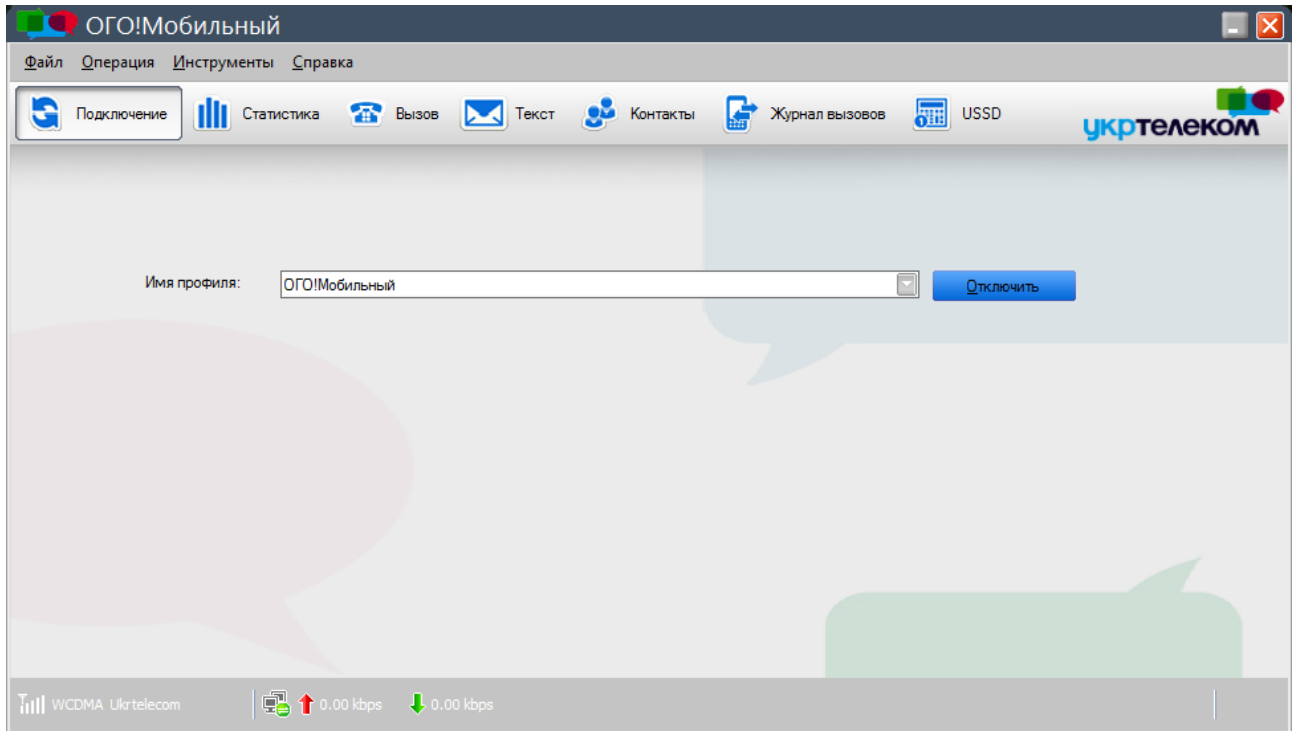 ОГО!Мобильный
Файл Операция Инструменты Справка
Подключение Статистика Вызов Текст Контакты Журнал вызовов USSD укртелеком
Имя профиля: ОГО!Мобильный Отключить
WCDMA Ukrtelecom 0.00 kbps 0.00 kbps